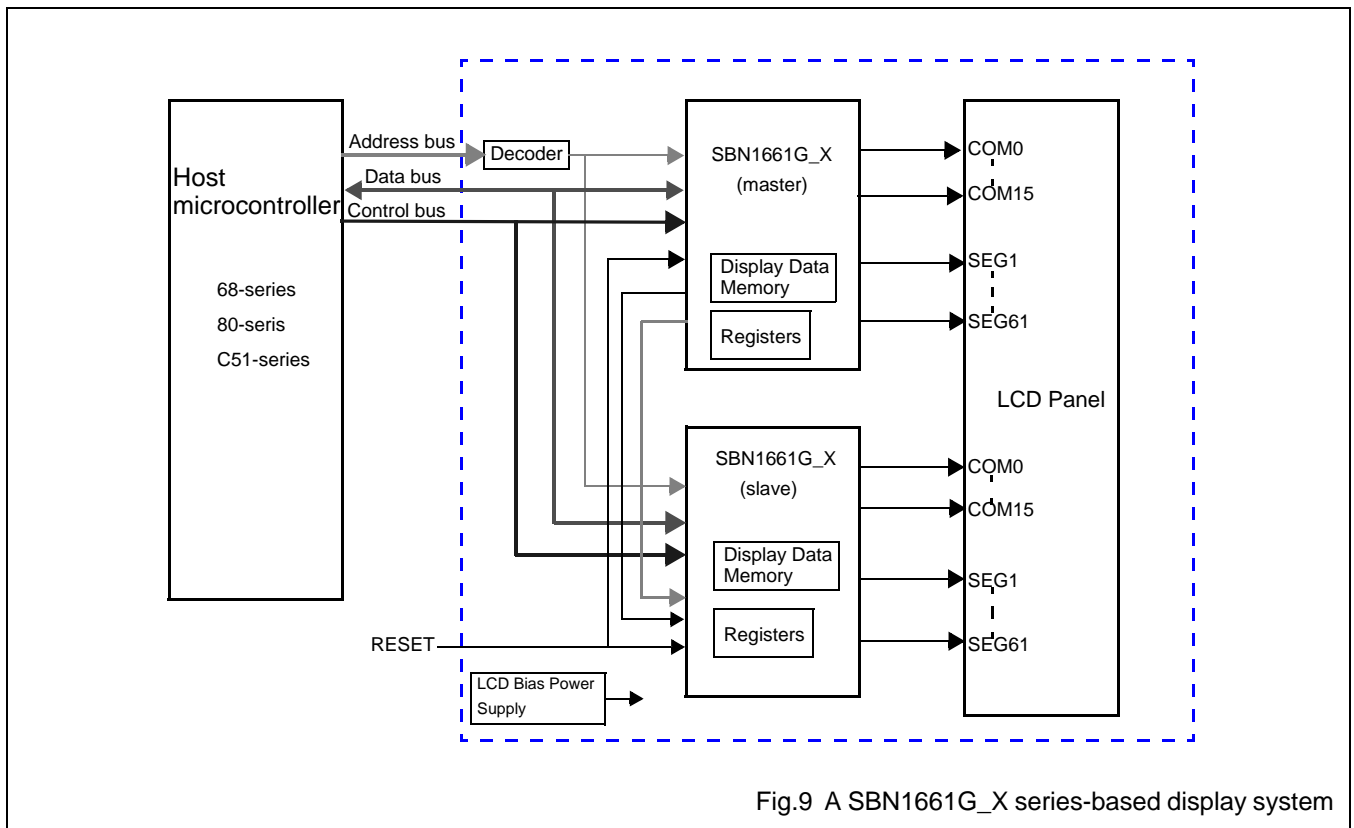 Host
microcontroller
68-series
80-seris
C51-series
Address bus
Data bus
Control bus
Decoder
RESET
LCD Bias Power
Supply
SBN1661G_X
(master)
Display Data
Memory
Registers
SBN1661G_X
(slave)
Display Data
Memory
Registers
COM0
COM15
SEG1
SEG61
LCD Panel
COM0
COM15
SEG1
SEG61
Fig.9 A SBN1661G_X series-based display system